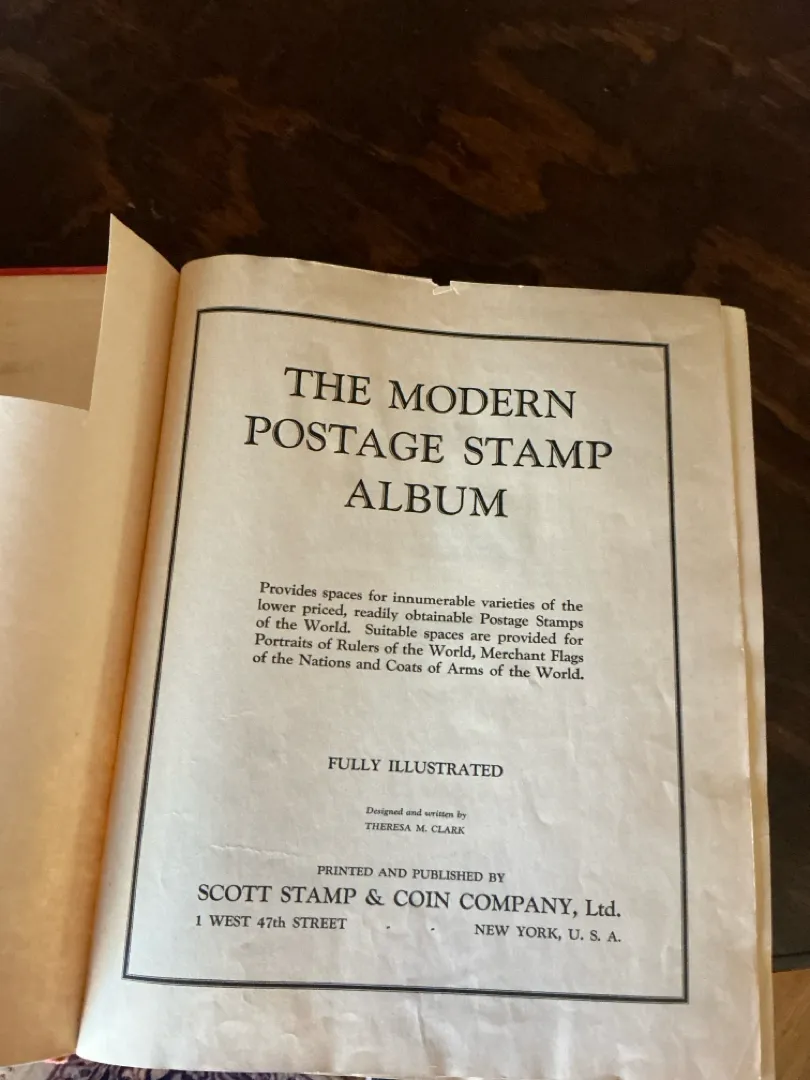 THE MODERN
POSTAGE STAMP
ALBUM
Provides spaces for innumerable varieties of the
lower priced, readily obtainable Postage Stamps
of the World. Suitable spaces are provided for
Portraits of Rulers of the World, Merchant Flags
of the Nations and Coats of Arms of the World.
FULLY ILLUSTRATED
Designed and written by
THERESA M. CLARK
PRINTED AND PUBLISHED BY
SCOTT STAMP & COIN COMPANY, Ltd.
1 WEST 47th STREET - - NEW YORK, U. S. A.